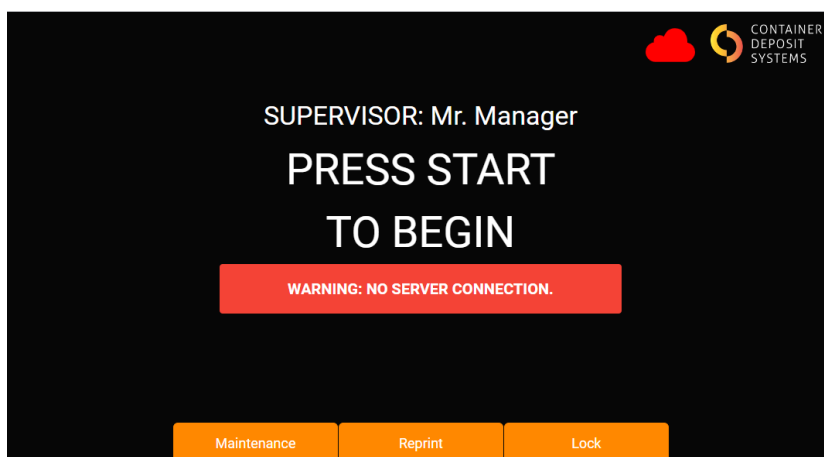 CONTAINER
DEPOSIT
SYSTEMS
SUPERVISOR: Mr. Manager
PRESS START
TO BEGIN
WARNING: NO SERVER CONNECTION.
Maintenance
Reprint
Lock